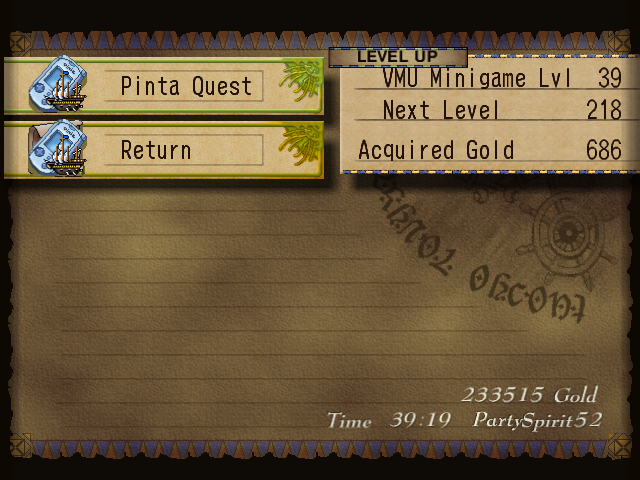 LEVEL UP
Pinta Quest
VMU Minigame Lvl 39
Next Level 218
Return
Acquired Gold 686
233515 Gold
Time 39:19 PartySpirit52